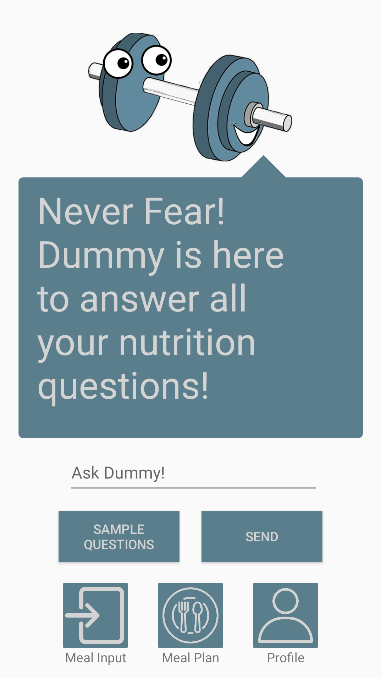 Never Fear!
Dummy is here
to answer all
your nutrition
questions!
Ask Dummy!
SAMPLE
QUESTIONS
SEND
Meal Input
Meal Plan
Profile